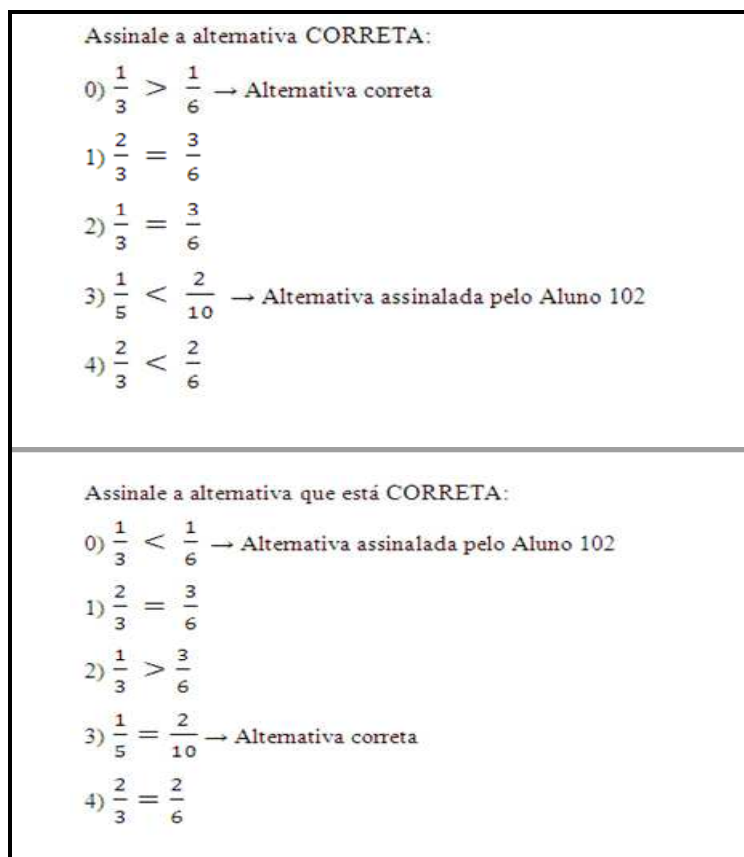 Assinale a alternativa CORRETA:
0) 1/3 > 1/6 → Alternativa correta
1) 2/3 = 3/6
2) 1/3 = 3/6
3) 1/5 < 2/10 → Alternativa assinalada pelo Aluno 102
4) 2/3 < 2/6
Assinale a alternativa que está CORRETA:
0) 1/3 < 1/6 → Alternativa assinalada pelo Aluno 102
1) 2/3 = 3/6
2) 1/3 > 3/6
3) 1/5 = 2/10 → Alternativa correta
4) 2/3 = 2/6